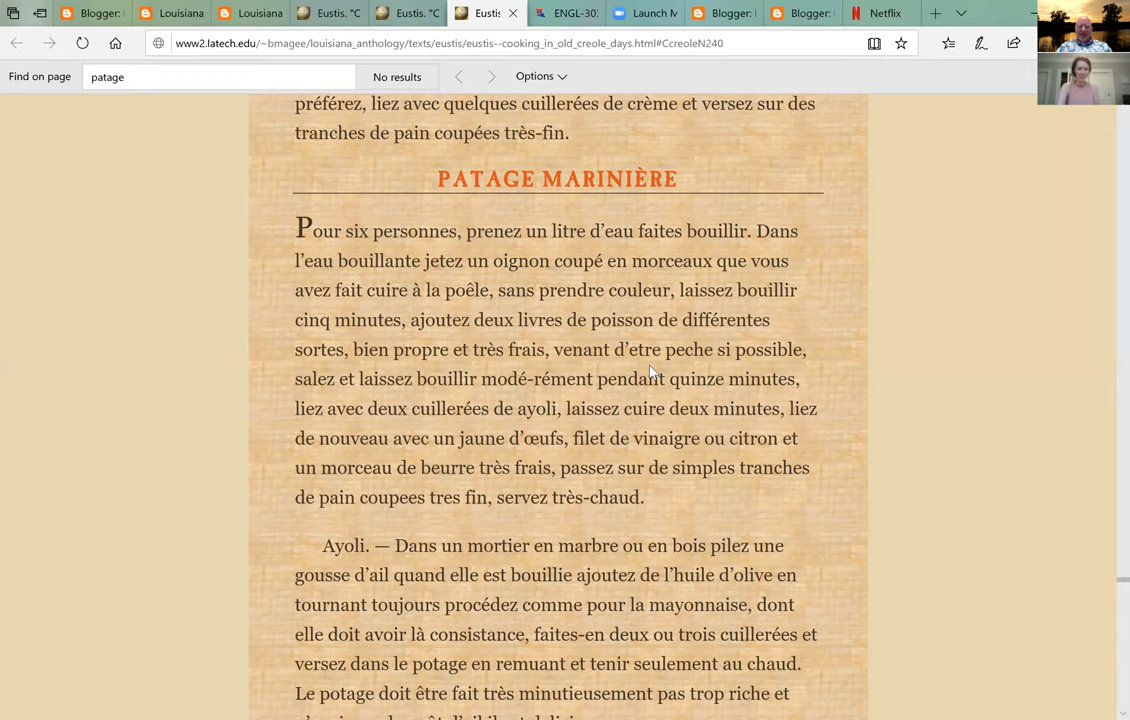 Blogger:
Louisiana
Louisiana
Eustis. "C
Eustis. "C
Eustis
ENGL-303
Launch M
Blogger:
Blogger:
Netflix
www2.latech.edu/~bmagee/louisiana_anthology/texts/eustis/eustis--cooking_in_old_creole_days.html#CcreoleN240
Find on page
patage
No results
Options
préférez, liez avec quelques cuillerées de crème et versez sur des
tranches de pain coupées très-fin.
PATAGE MARINIÈRE
Pour six personnes, prenez un litre d'eau faites bouillir. Dans
l'eau bouillante jetez un oignon coupé en morceaux que vous
avez fait cuire à la poêle, sans prendre couleur, laissez bouillir
cinq minutes, ajoutez deux livres de poisson de différentes
sortes, bien propre et très frais, venant d'etre peche si possible,
salez et laissez bouillir modé-rément pendant quinze minutes,
liez avec deux cuillerées de ayoli, laissez cuire deux minutes, liez
de nouveau avec un jaune d'œufs, filet de vinaigre ou citron et
un morceau de beurre très frais, passez sur de simples tranches
de pain coupees tres fin, servez très-chaud.
Ayoli. — Dans un mortier en marbre ou en bois pilez une
gousse d'ail quand elle est bouillie ajoutez de l'huile d'olive en
tournant toujours procédez comme pour la mayonnaise, dont
elle doit avoir là consistance, faites-en deux ou trois cuillerées et
versez dans le potage en remuant et tenir seulement au chaud.
Le potage doit être fait très minutieusement pas trop riche et